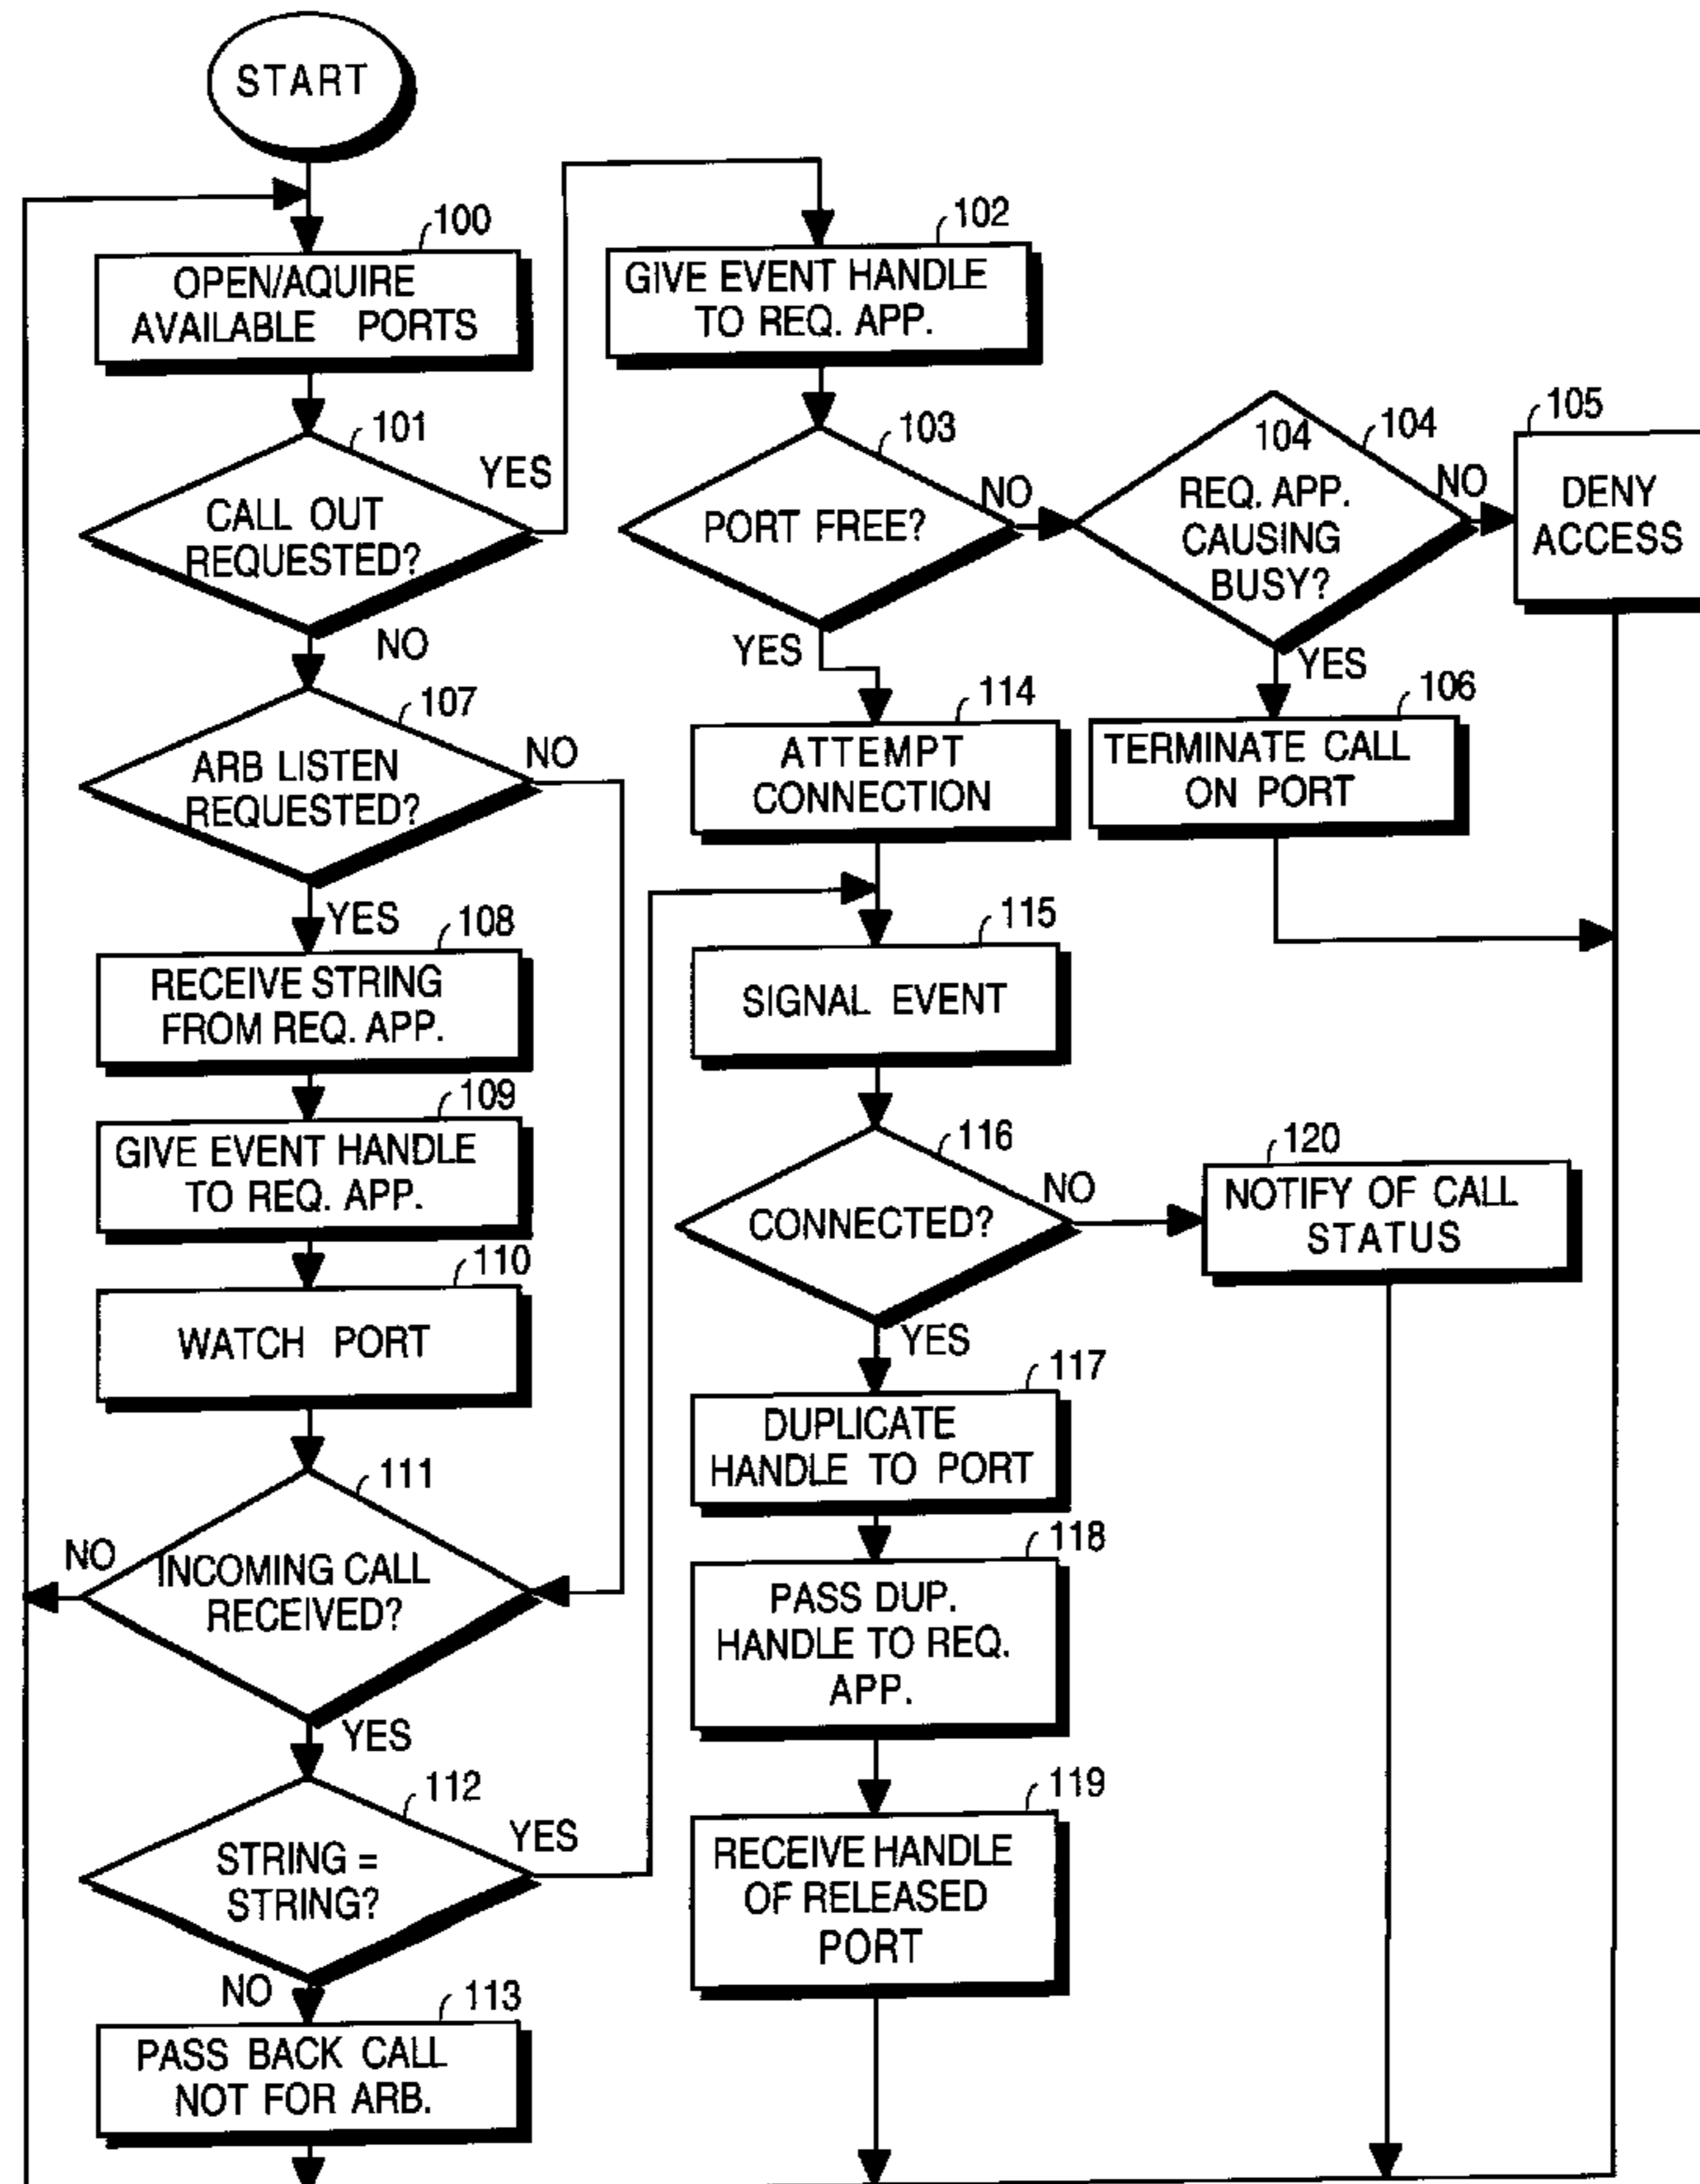 START
100
OPEN/AQUIRE
AVAILABLE PORTS
101
CALL OUT
REQUESTED?
YES
NO
107
ARB LISTEN
REQUESTED?
NO
YES
108
RECEIVE STRING
FROM REQ. APP.
109
GIVE EVENT HANDLE
TO REQ. APP.
110
WATCH PORT
111
INCOMING CALL
RECEIVED?
NO
YES
112
STRING =
STRING?
YES
NO
113
PASS BACK CALL
NOT FOR ARB.
102
GIVE EVENT HANDLE
TO REQ. APP.
103
PORT FREE?
NO
YES
104
104
REQ. APP.
CAUSING
BUSY?
NO
YES
105
DENY
ACCESS
106
TERMINATE CALL
ON PORT
114
ATTEMPT
CONNECTION
115
SIGNAL EVENT
116
CONNECTED?
NO
YES
120
NOTIFY OF CALL
STATUS
117
DUPLICATE
HANDLE TO PORT
118
PASS DUP.
HANDLE TO REQ.
APP.
119
RECEIVE HANDLE
OF RELEASED
PORT